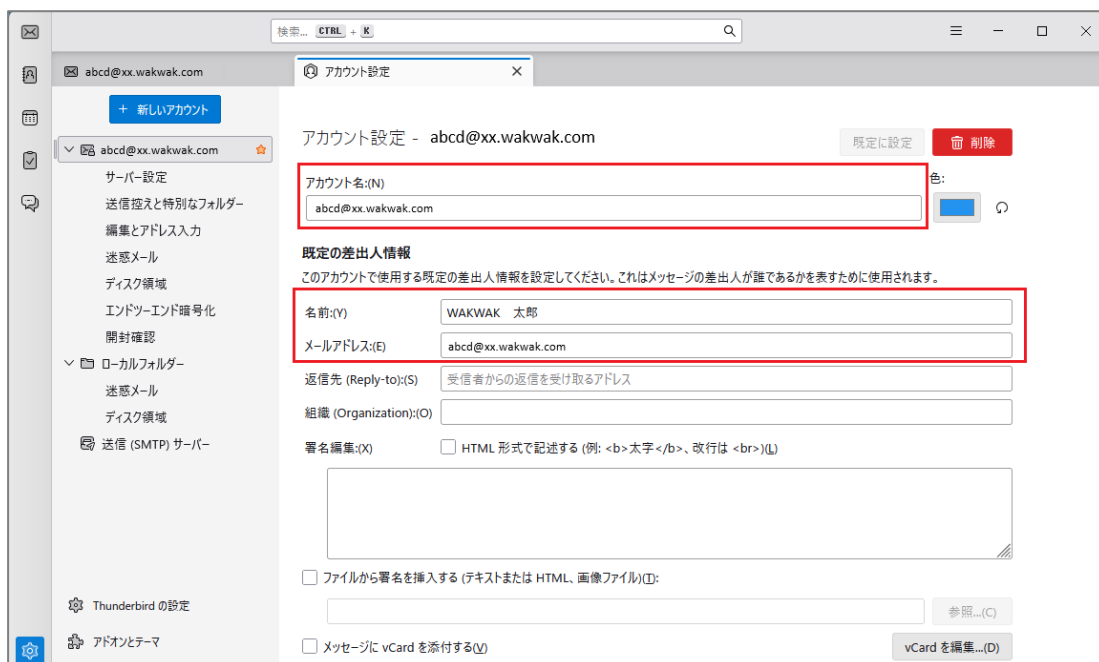 検索... CTRL + K
abcd@xx.wakwak.com
アカウント設定
+ 新しいアカウント
abcd@xx.wakwak.com
サーバー設定
送信控えと特別なフォルダー
編集とアドレス入力
迷惑メール
ディスク領域
エンドツーエンド暗号化
開封確認
ローカルフォルダー
迷惑メール
ディスク領域
送信 (SMTP) サーバー
Thunderbird の設定
アドオンとテーマ
アカウント設定 - abcd@xx.wakwak.com
既定に設定
削除
アカウント名:(N)
色:
abcd@xx.wakwak.com
既定の差出人情報
このアカウントで使用する既定の差出人情報を設定してください。これはメッセージの差出人が誰であるかを表すために使用されます。
名前:(Y) WAKWAK 太郎
メールアドレス:(E) abcd@xx.wakwak.com
返信先 (Reply-to):(S) 受信者からの返信を受け取るアドレス
組織 (Organization):(O)
署名編集:(X) HTML 形式で記述する (例: <b>太字</b>、改行は <br>)(L)
ファイルから署名を挿入する (テキストまたは HTML、画像ファイル)(T):
参照...(C)
メッセージに vCard を添付する(V)
vCard を編集...(D)